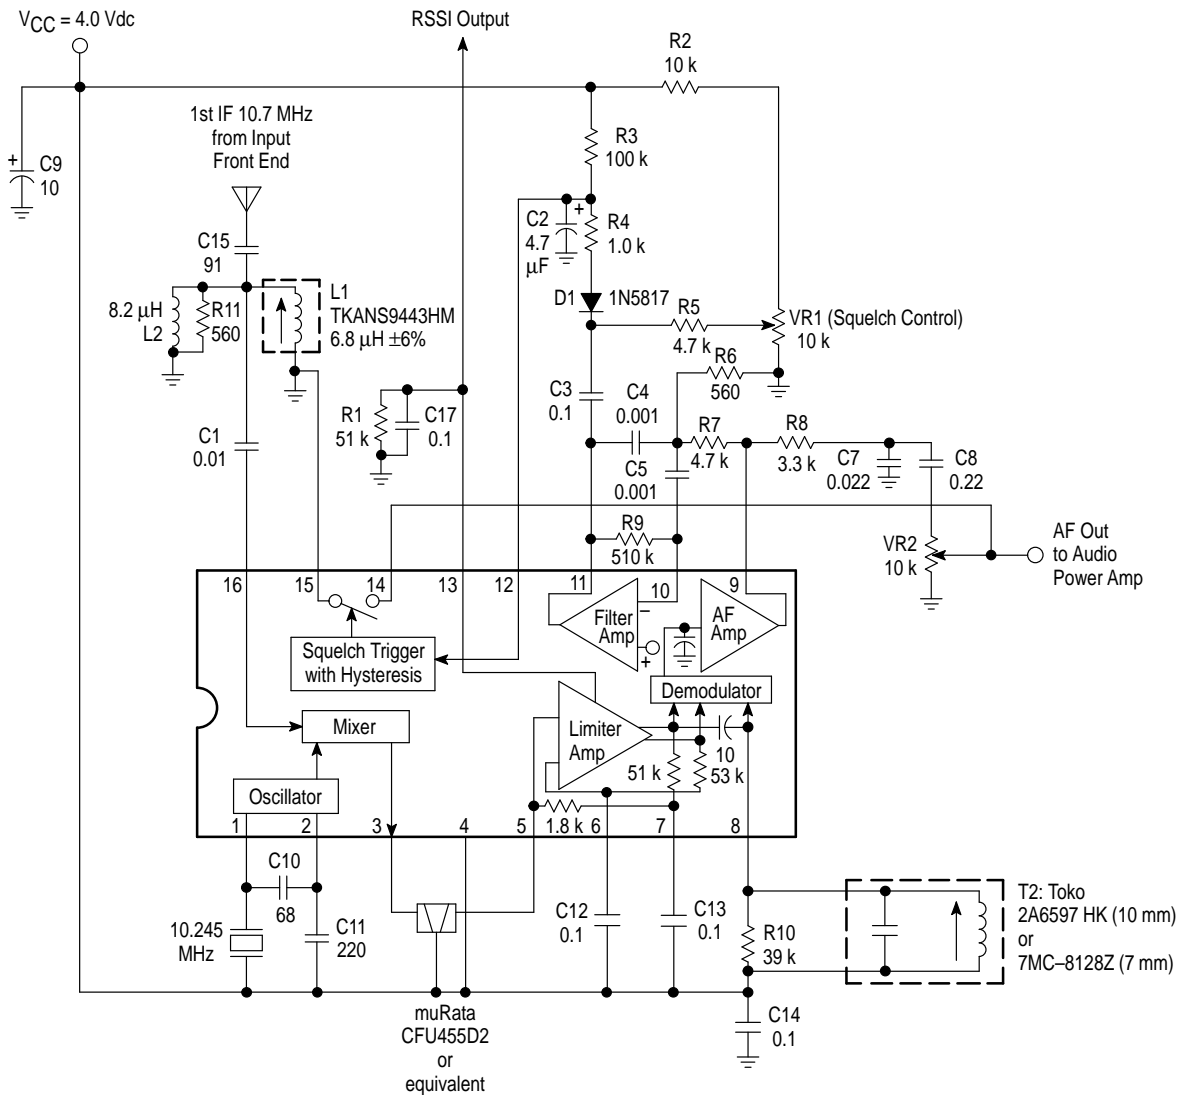 V_CC = 4.0 Vdc
RSSI Output
R2
10 k
1st IF 10.7 MHz
from Input
Front End
R3
100 k
+
C9
10
C2
4.7
µF
+
R4
1.0 k
C15
91
D1
1N5817
8.2 µH
L2
R11
560
L1
TKANS9443HM
6.8 µH ±6%
R5
4.7 k
VR1 (Squelch Control)
10 k
R6
560
C3
0.1
C4
0.001
R1
51 k
C17
0.1
C1
0.01
R7
4.7 k
R8
3.3 k
C5
0.001
C7
0.022
C8
0.22
R9
510 k
VR2
10 k
AF Out
to Audio
Power Amp
16
15
14
13
12
11
10
9
Filter
Amp
−
+
AF
Amp
Squelch Trigger
with Hysteresis
Demodulator
Mixer
Limiter
Amp
10
51 k
53 k
Oscillator
1.8 k
1
2
3
4
5
6
7
8
C10
68
10.245
MHz
C11
220
C12
0.1
C13
0.1
R10
39 k
T2: Toko
2A6597 HK (10 mm)
or
7MC–8128Z (7 mm)
muRata
CFU455D2
or
equivalent
C14
0.1